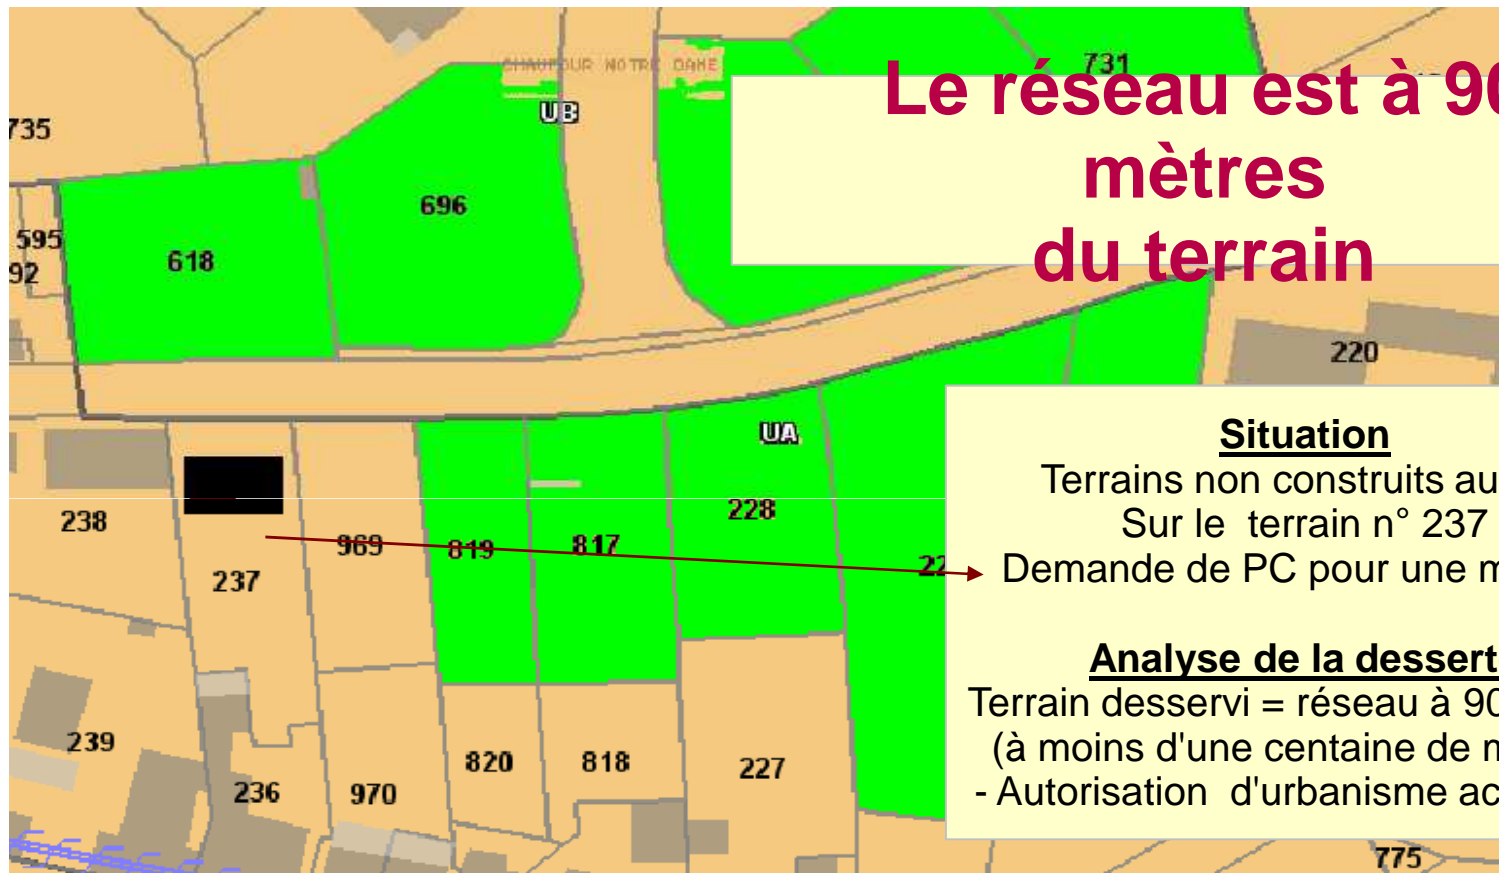 CHAUFOUR NOTRE DAME
731
Le réseau est à 90
mètres
du terrain
735
UB
696
595
618
92
220
UA
Situation
Terrains non construits au
Sur le terrain n° 237
Demande de PC pour une m
238
228
969
819
817
22
237
Analyse de la dessert
Terrain desservi = réseau à 90
(à moins d'une centaine de m
- Autorisation d'urbanisme ac
239
820
818
227
236
970
775